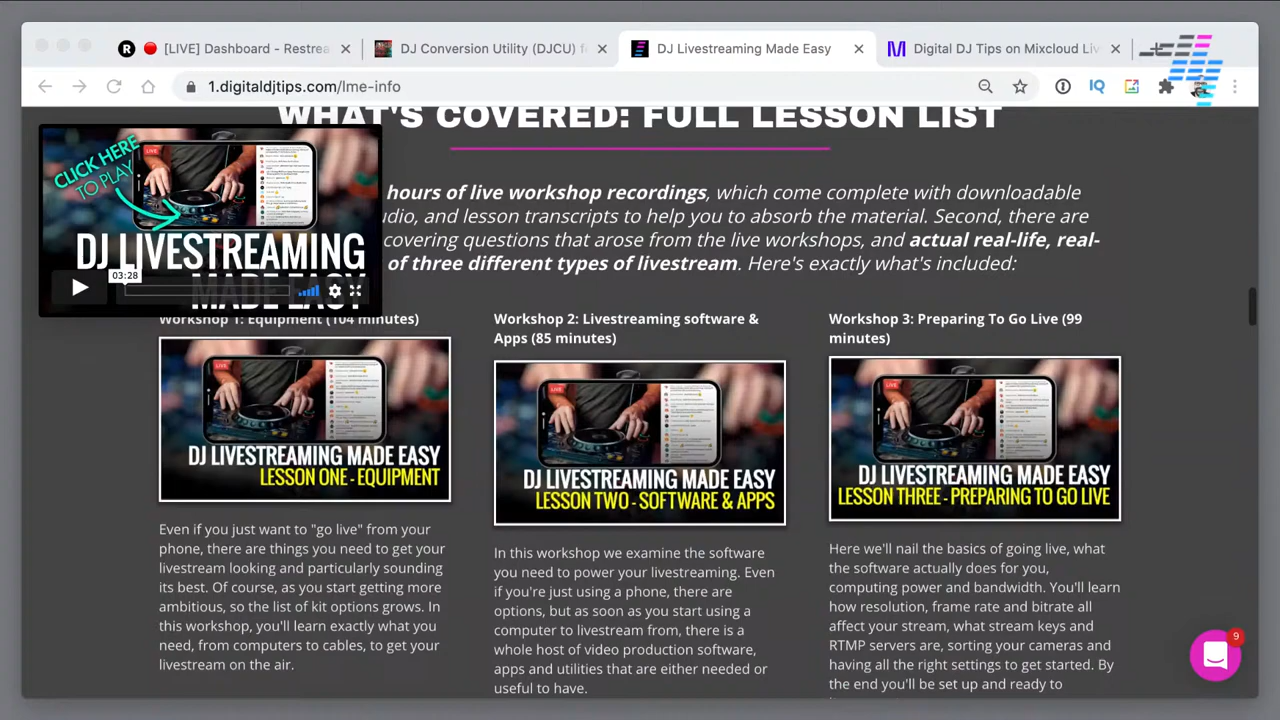 [LIVE] Dashboard - Restrea
DJ Conversion Utility (DJCU) f
DJ Livestreaming Made Easy
Digital DJ Tips on Mixcloud Liv
1.digitaldjtips.com/lme-info
WHAT'S COVERED: FULL LESSON LIST
CLICK HERE
TO PLAY
LIVE
DJ LIVESTREAMING
MADE EASY
03:28
hours of live workshop recordings, which come complete with downloadable
udio, and lesson transcripts to help you to absorb the material. Second, there are
covering questions that arose from the live workshops, and actual real-life, real-
of three different types of livestream. Here's exactly what's included:
Workshop 1: Equipment (104 minutes)
LIVE
DJ LIVESTREAMING MADE EASY
LESSON ONE - EQUIPMENT
Even if you just want to "go live" from your
phone, there are things you need to get your
livestream looking and particularly sounding
its best. Of course, as you start getting more
ambitious, so the list of kit options grows. In
this workshop, you'll learn exactly what you
need, from computers to cables, to get your
livestream on the air.
Workshop 2: Livestreaming software &
Apps (85 minutes)
LIVE
DJ LIVESTREAMING MADE EASY
LESSON TWO - SOFTWARE & APPS
In this workshop we examine the software
you need to power your livestreaming. Even
if you're just using a phone, there are
options, but as soon as you start using a
computer to livestream from, there is a
whole host of video production software,
apps and utilities that are either needed or
useful to have.
Workshop 3: Preparing To Go Live (99
minutes)
LIVE
DJ LIVESTREAMING MADE EASY
LESSON THREE - PREPARING TO GO LIVE
Here we'll nail the basics of going live, what
the software actually does for you,
computing power and bandwidth. You'll learn
how resolution, frame rate and bitrate all
affect your stream, what stream keys and
RTMP servers are, sorting your cameras and
having all the right settings to get started. By
the end you'll be set up and ready to
9